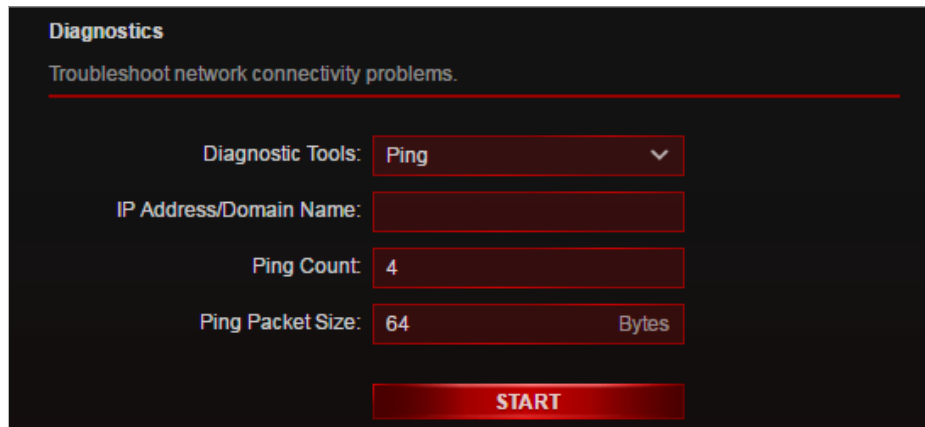 Diagnostics
Troubleshoot network connectivity problems.
Diagnostic Tools: Ping
IP Address/Domain Name:
Ping Count: 4
Ping Packet Size: 64 Bytes
START